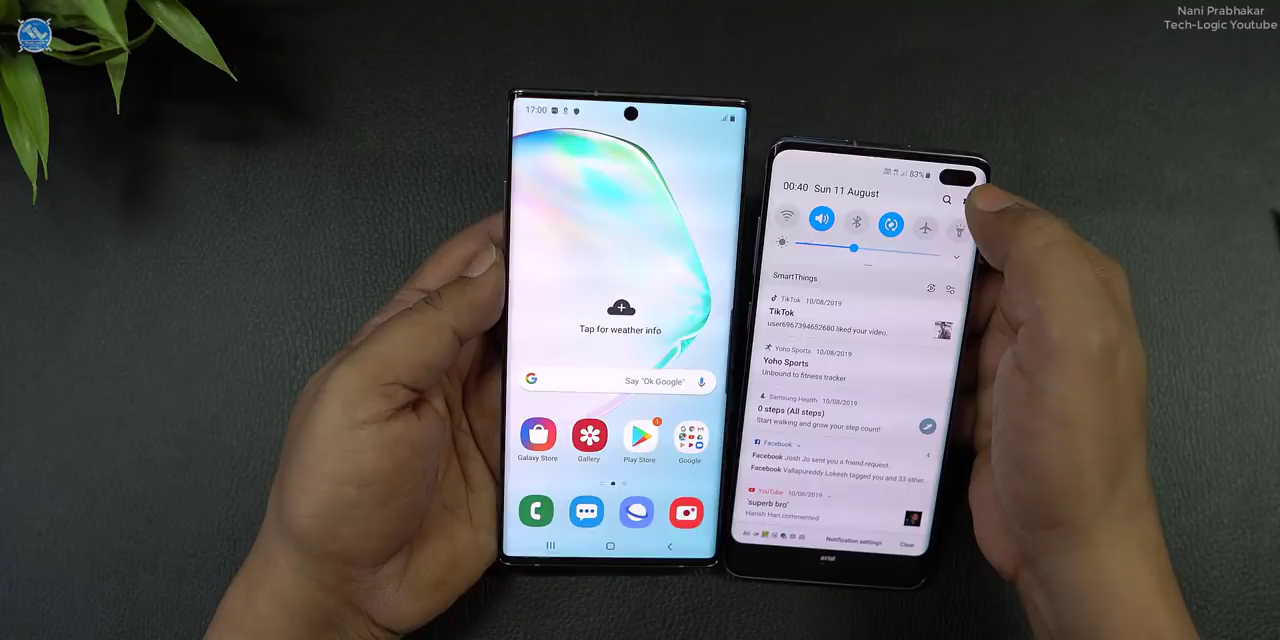 Nani Prabhakar
Tech-Logic Youtube
17:00
Tap for weather info
Say "Ok Google"
Galaxy Store
Gallery
1
Play Store
Google
83%
00:40 Sun 11 August
SmartThings
TikTok 10/08/2019
TikTok
user6967394652680 liked your video.
Yoho Sports 10/08/2019
Yoho Sports
Unbound to fitness tracker
Samsung Health 10/08/2019
0 steps (All steps)
Start walking and grow your step count!
Facebook
4
Facebook Josh Jo sent you a friend request.
Facebook Vallapureddy Lokesh tagged you and 33 other..
YouTube 10/08/2019
'superb bro'
Harish Hari commented
Notification settings
Clear
airtel